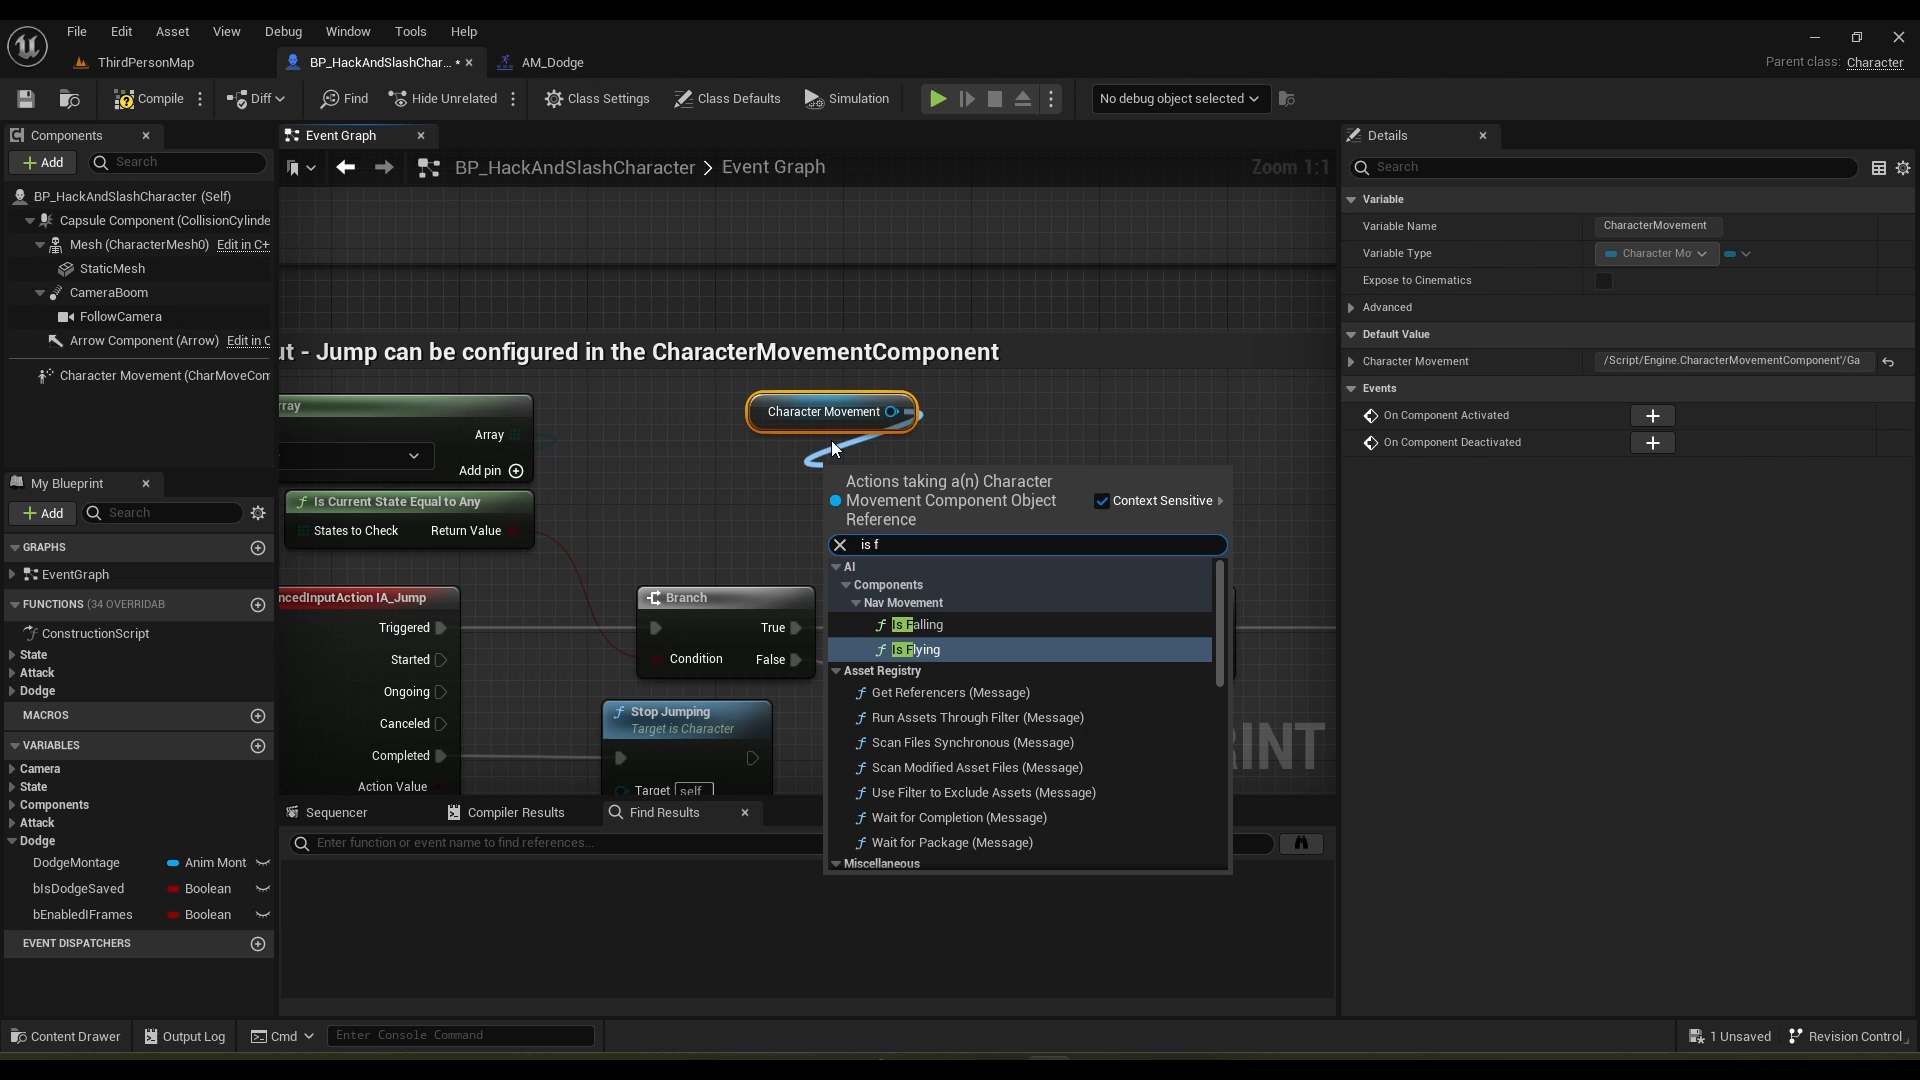 File Edit Asset View Debug Window Tools Help
ThirdPersonMap BP_HackAndSlashChar... • AM_Dodge Parent class: Character
Compile Diff Find Hide Unrelated Class Settings Class Defaults Simulation No debug object selected
Components Event Graph Details
Add Search BP_HackAndSlashCharacter > Event Graph Zoom 1:1 Search
BP_HackAndSlashCharacter (Self)
Capsule Component (CollisionCylinde
Mesh (CharacterMesh0) Edit in C+
StaticMesh
CameraBoom
FollowCamera
Arrow Component (Arrow) Edit in C
Character Movement (CharMoveCom
My Blueprint
Add Search
GRAPHS
EventGraph
FUNCTIONS (34 OVERRIDAB
ConstructionScript
State
Attack
Dodge
MACROS
VARIABLES
Camera
State
Components
Attack
Dodge
DodgeMontage Anim Mont
bIsDodgeSaved Boolean
bEnabledIFrames Boolean
EVENT DISPATCHERS
ut - Jump can be configured in the CharacterMovementComponent
rray
Array
Add pin
Is Current State Equal to Any
States to Check Return Value
ncedInputAction IA_Jump
Triggered
Started
Ongoing
Canceled
Completed
Action Value
Branch
True
Condition False
Stop Jumping
Target is Character
Target self
Character Movement
Actions taking a(n) Character
Movement Component Object
Reference
Context Sensitive
is f
AI
Components
Nav Movement
Is Falling
Is Flying
Asset Registry
Get Referencers (Message)
Run Assets Through Filter (Message)
Scan Files Synchronous (Message)
Scan Modified Asset Files (Message)
Use Filter to Exclude Assets (Message)
Wait for Completion (Message)
Wait for Package (Message)
Miscellaneous
RINT
Sequencer Compiler Results Find Results
Enter function or event name to find references...
Variable
Variable Name CharacterMovement
Variable Type Character Mo
Expose to Cinematics
Advanced
Default Value
Character Movement /Script/Engine.CharacterMovementComponent'/Ga
Events
On Component Activated
On Component Deactivated
Content Drawer Output Log Cmd Enter Console Command 1 Unsaved Revision Control